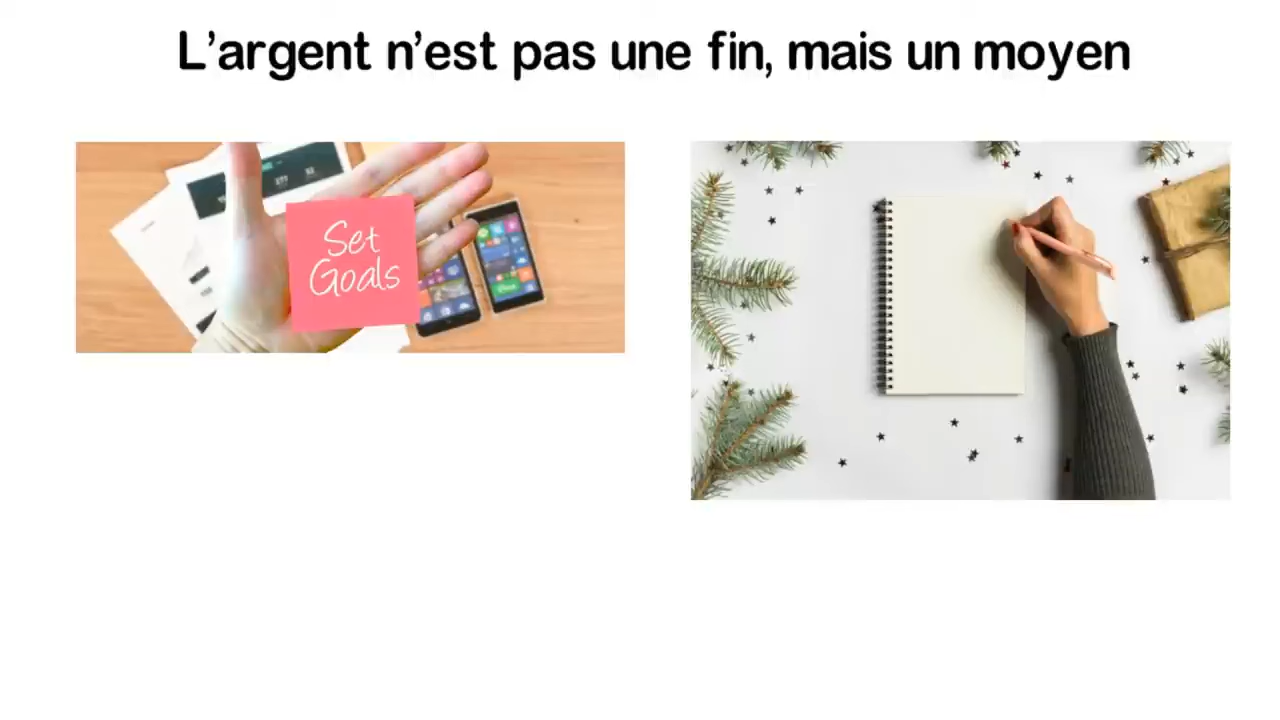 L’argent n’est pas une fin, mais un moyen
Set
Goals